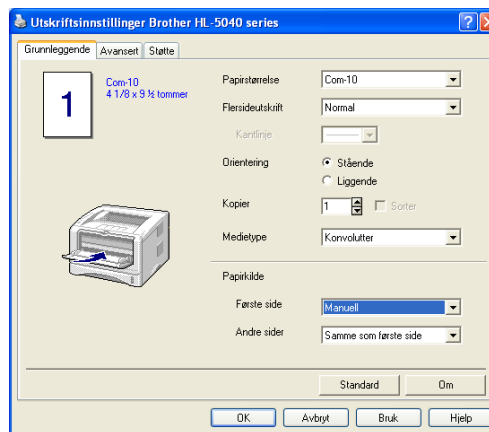 Utskriftsinnstillinger Brother HL-5040 series
Grunnleggende Avansert Støtte
1
Com-10
4 1/8 x 9 ½ tommer
Papirstørrelse Com-10
Flersideutskrift Normal
Kantlinje
Orientering Stående
Liggende
Kopier 1 Sorter
Medietype Konvolutter
Papirkilde
Første side Manuell
Andre sider Samme som første side
Standard Om
OK Avbryt Bruk Hjelp